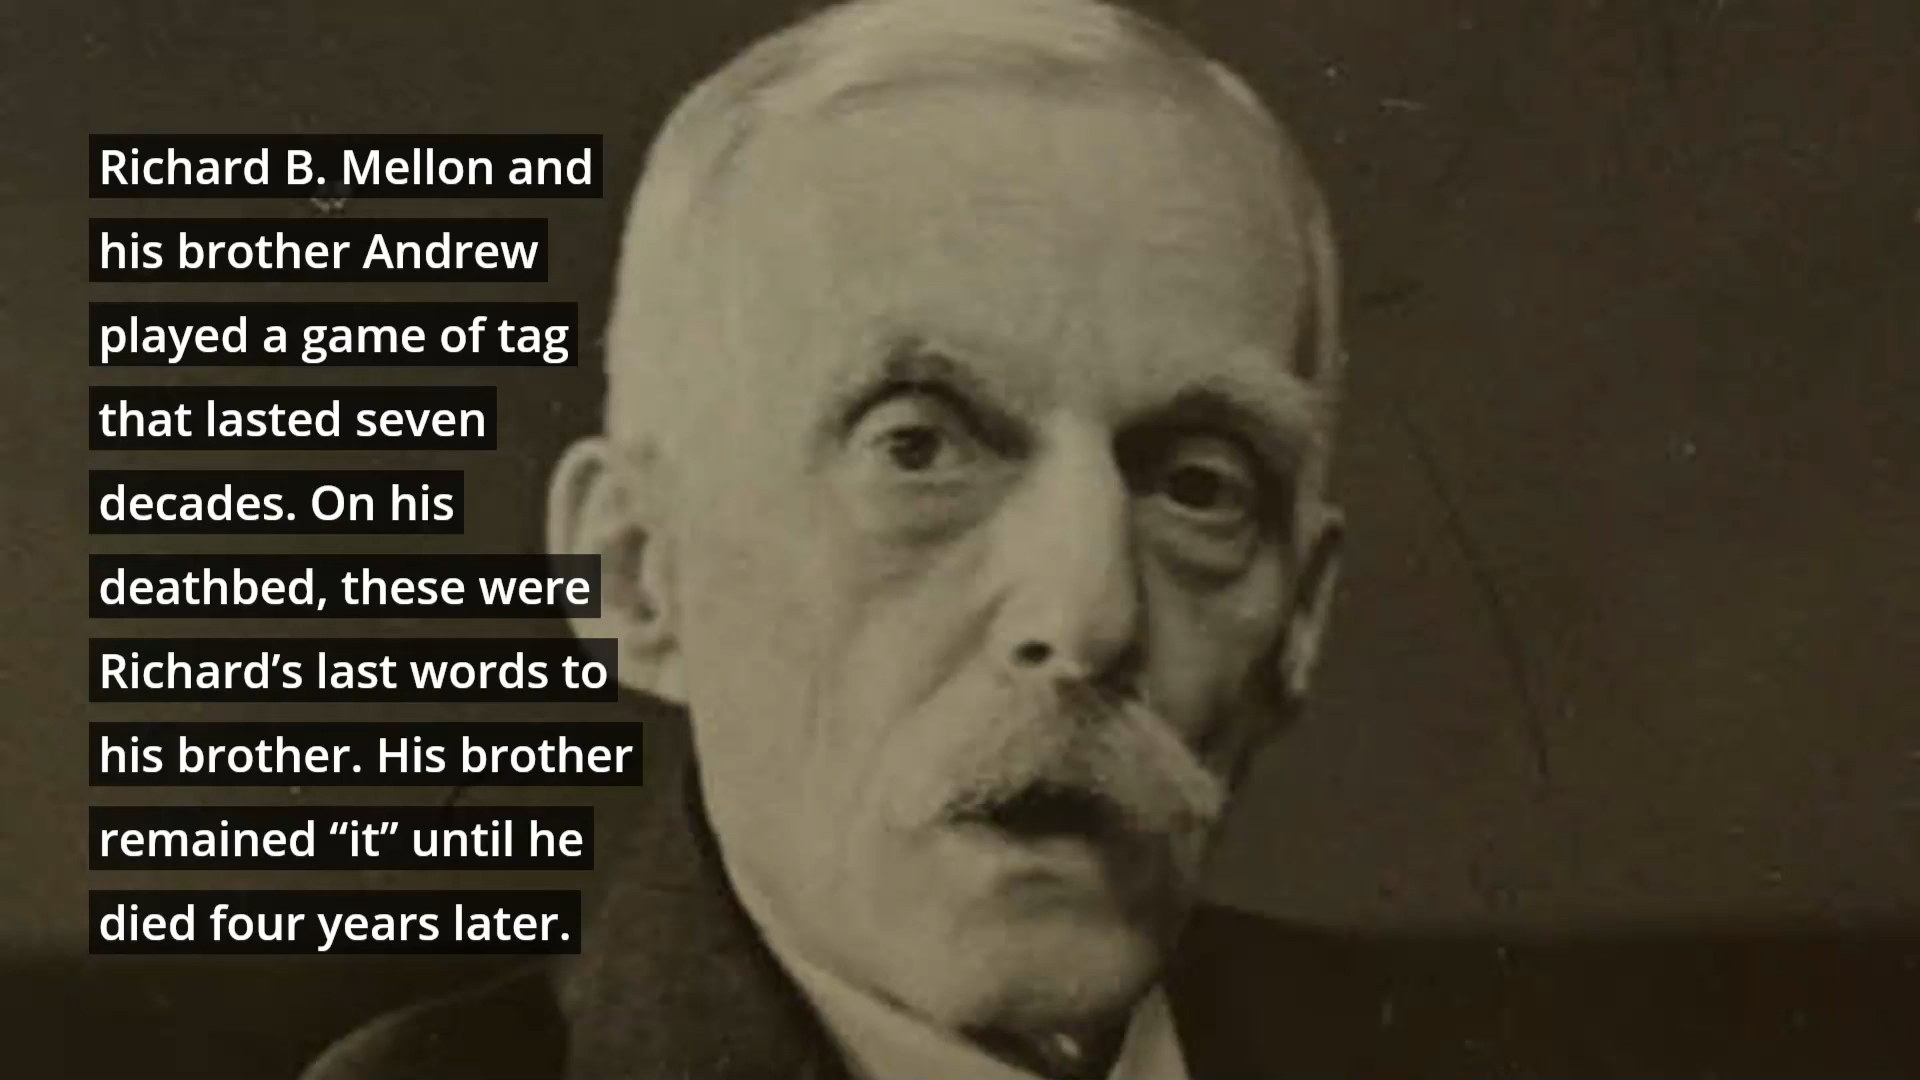 Richard B. Mellon and
his brother Andrew
played a game of tag
that lasted seven
decades. On his
deathbed, these were
Richard’s last words to
his brother. His brother
remained “it” until he
died four years later.